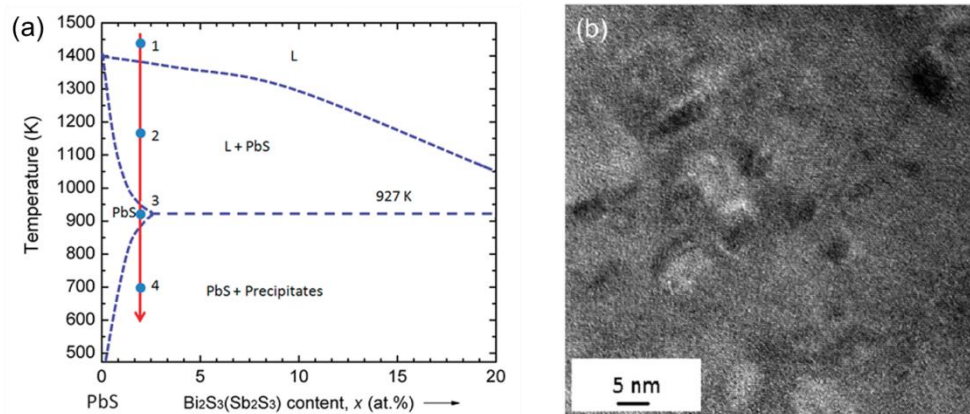 (a)
1500
1400
1300
1200
1100
1000
900
800
700
600
500
Temperature (K)
1
L
2
L + PbS
3
927 K
PbS
4
PbS + Precipitates
0 5 10 15 20
PbS Bi2S3(Sb2S3) content, x (at.%)
(b)
5 nm